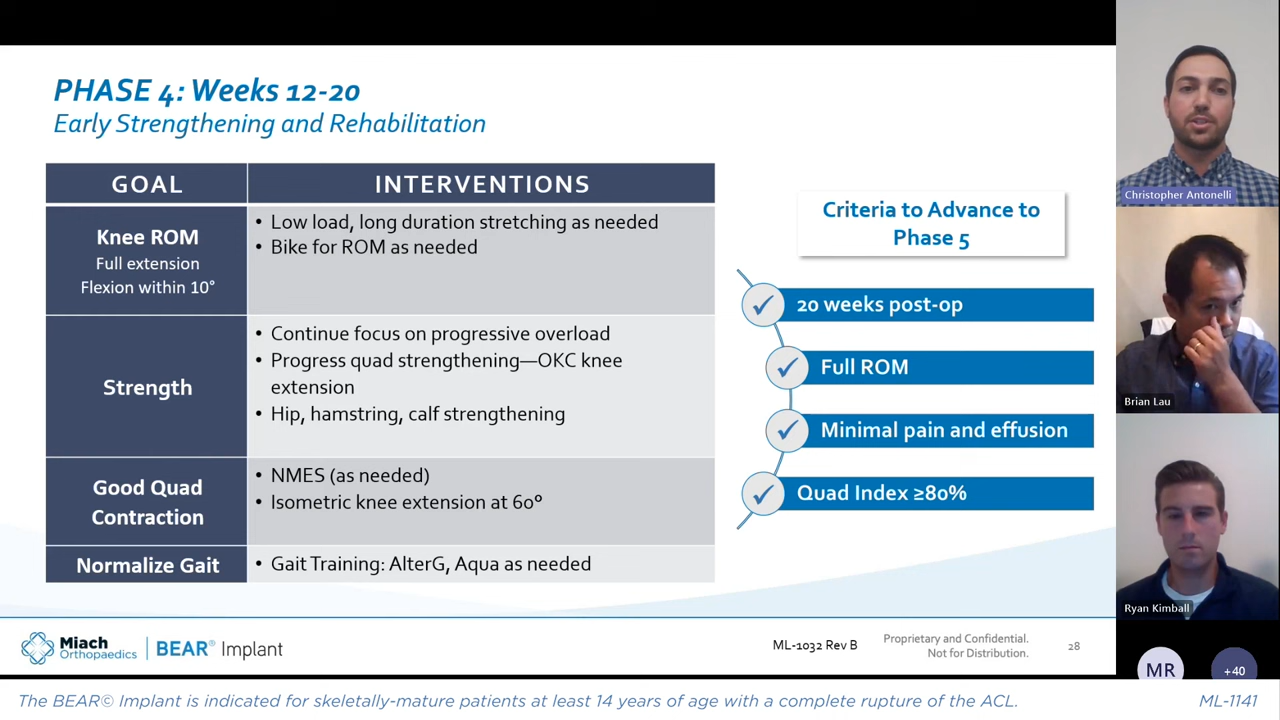 PHASE 4: Weeks 12-20
Early Strengthening and Rehabilitation
GOAL
INTERVENTIONS
Knee ROM
Full extension
Flexion within 10°
• Low load, long duration stretching as needed
• Bike for ROM as needed
Strength
• Continue focus on progressive overload
• Progress quad strengthening—OKC knee
extension
• Hip, hamstring, calf strengthening
Good Quad
Contraction
• NMES (as needed)
• Isometric knee extension at 60°
Normalize Gait
• Gait Training: AlterG, Aqua as needed
Criteria to Advance to
Phase 5
20 weeks post-op
Full ROM
Minimal pain and effusion
Quad Index ≥80%
Miach
Orthopaedics
BEAR® Implant
ML-1032 Rev B
Proprietary and Confidential.
Not for Distribution.
28
Christopher Antonelli
Brian Lau
Ryan Kimball
MR
+40
The BEAR© Implant is indicated for skeletally-mature patients at least 14 years of age with a complete rupture of the ACL.
ML-1141